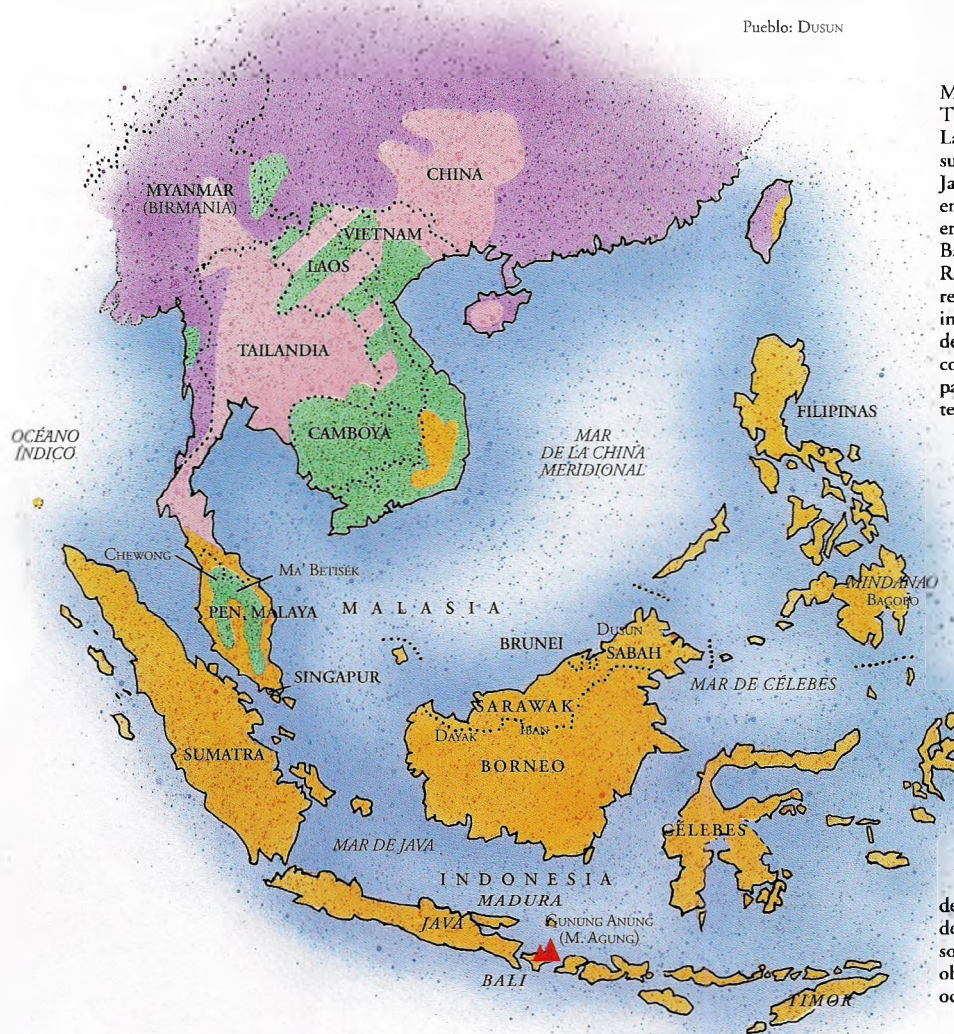 Pueblo: Dusun
MYANMAR
(BIRMANIA)
CHINA
VIETNAM
LAOS
TAILANDIA
CAMBOYA
OCÉANO
ÍNDICO
MAR
DE LA CHINA
MERIDIONAL
FILIPINAS
Chewong
Ma' Betisék
PEN. MALAYA
MALASIA
MINDANAO
Bagobo
BRUNEI
Dusun
SABAH
SINGAPUR
MAR DE CÉLEBES
SARAWAK
Dayak
Iban
SUMATRA
BORNEO
MAR DE JAVA
CÉLEBES
INDONESIA
MADURA
JAVA
Gunung Anung
(M. Agung)
BALI
TIMOR